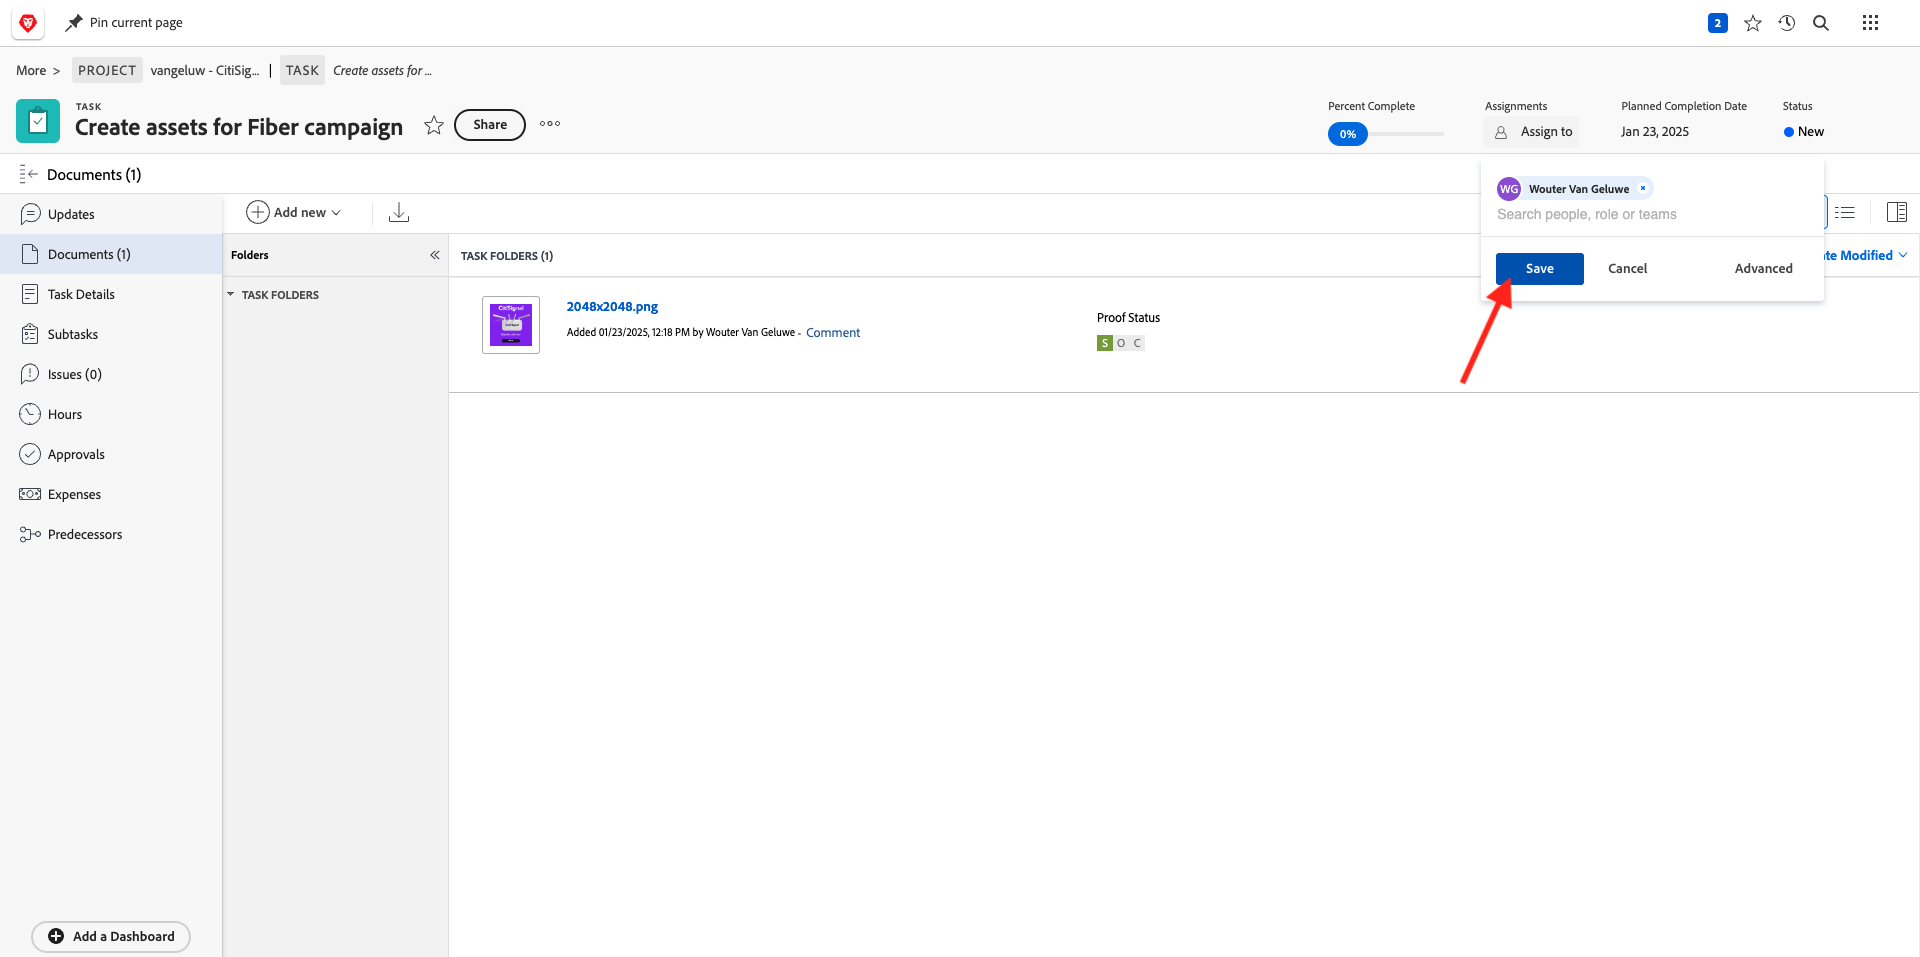 Pin current page
2
More >
PROJECT
vangeluw - CitiSig...
|
TASK
Create assets for ...
TASK
Create assets for Fiber campaign
Share
Percent Complete
0%
Assignments
Assign to
Planned Completion Date
Jan 23, 2025
Status
New
Documents (1)
WG
Wouter Van Geluwe
Search people, role or teams
Save
Cancel
Advanced
Updates
Documents (1)
Task Details
Subtasks
Issues (0)
Hours
Approvals
Expenses
Predecessors
Add a Dashboard
Add new
Folders
TASK FOLDERS
TASK FOLDERS (1)
te Modified
CitiSignal
2048x2048.png
Added 01/23/2025, 12:18 PM by Wouter Van Geluwe - Comment
Proof Status
S O C